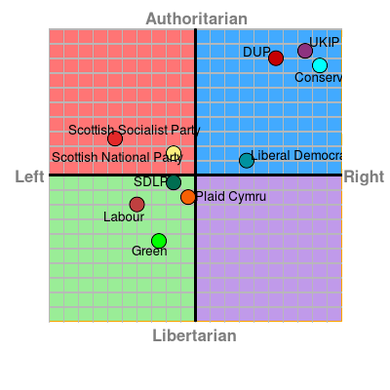 Authoritarian
UKIP
DUP
Conserv
Scottish Socialist Party
Scottish National Party
Liberal Democra
Left
Right
SDLP
Plaid Cymru
Labour
Green
Libertarian